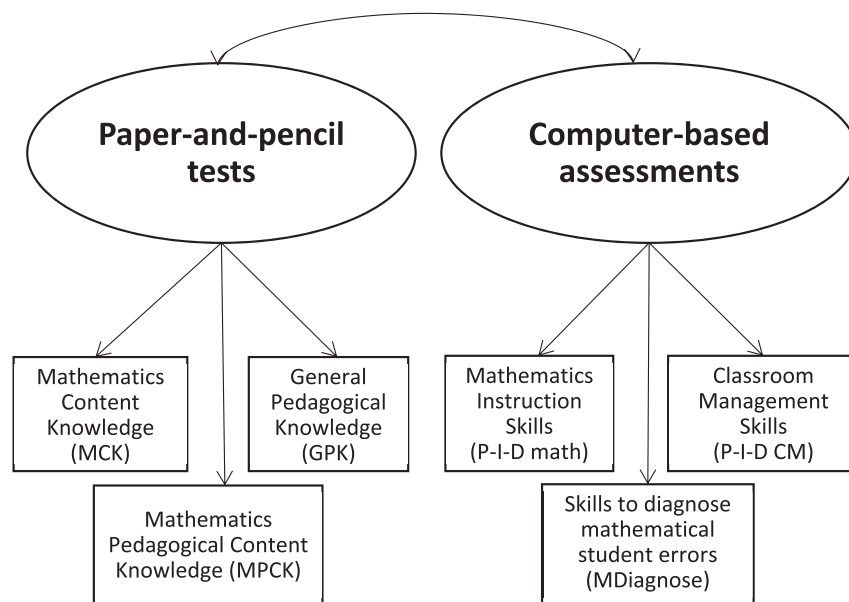 Paper-and-pencil
tests
Computer-based
assessments
Mathematics
Content
Knowledge
(MCK)
General
Pedagogical
Knowledge
(GPK)
Mathematics
Pedagogical Content
Knowledge (MPCK)
Mathematics
Instruction
Skills
(P-I-D math)
Classroom
Management
Skills
(P-I-D CM)
Skills to diagnose
mathematical
student errors
(MDiagnose)